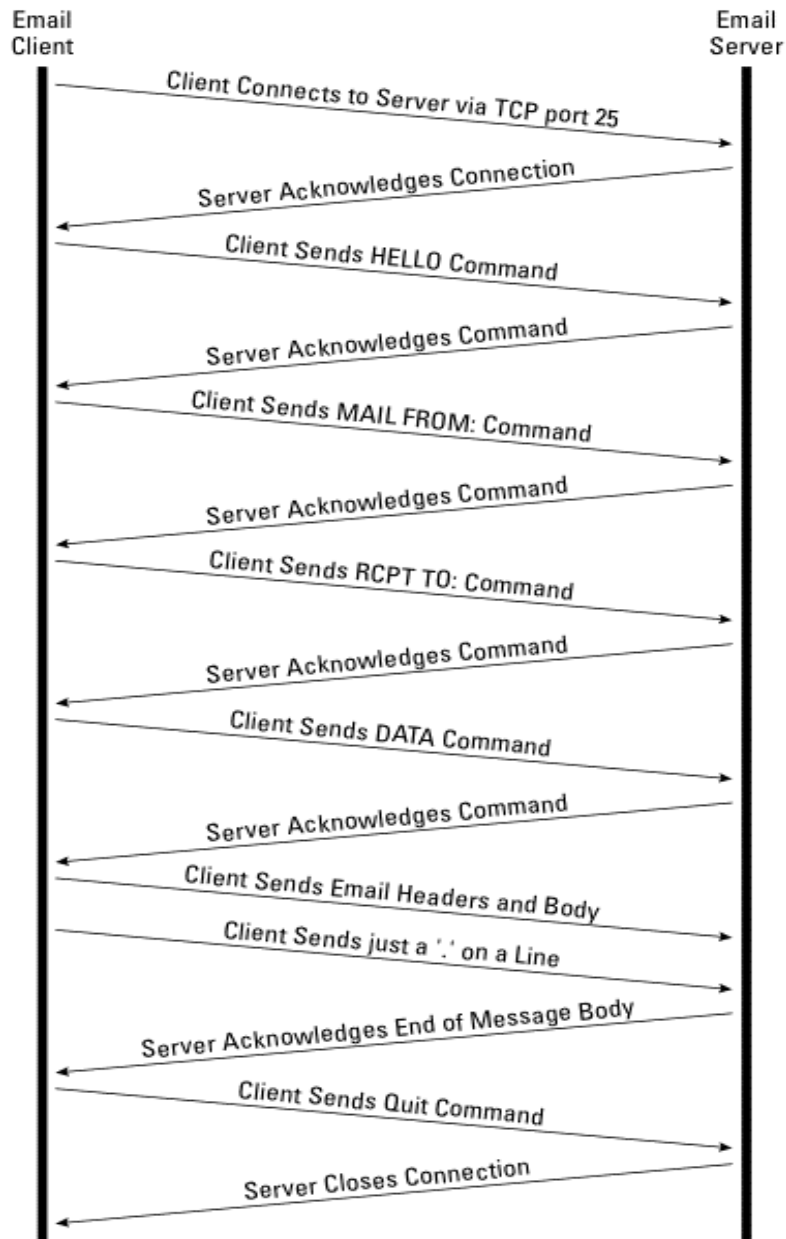 Email
Client
Email
Server
Client Connects to Server via TCP port 25
Server Acknowledges Connection
Client Sends HELLO Command
Server Acknowledges Command
Client Sends MAIL FROM: Command
Server Acknowledges Command
Client Sends RCPT TO: Command
Server Acknowledges Command
Client Sends DATA Command
Server Acknowledges Command
Client Sends Email Headers and Body
Client Sends just a '.' on a Line
Server Acknowledges End of Message Body
Client Sends Quit Command
Server Closes Connection